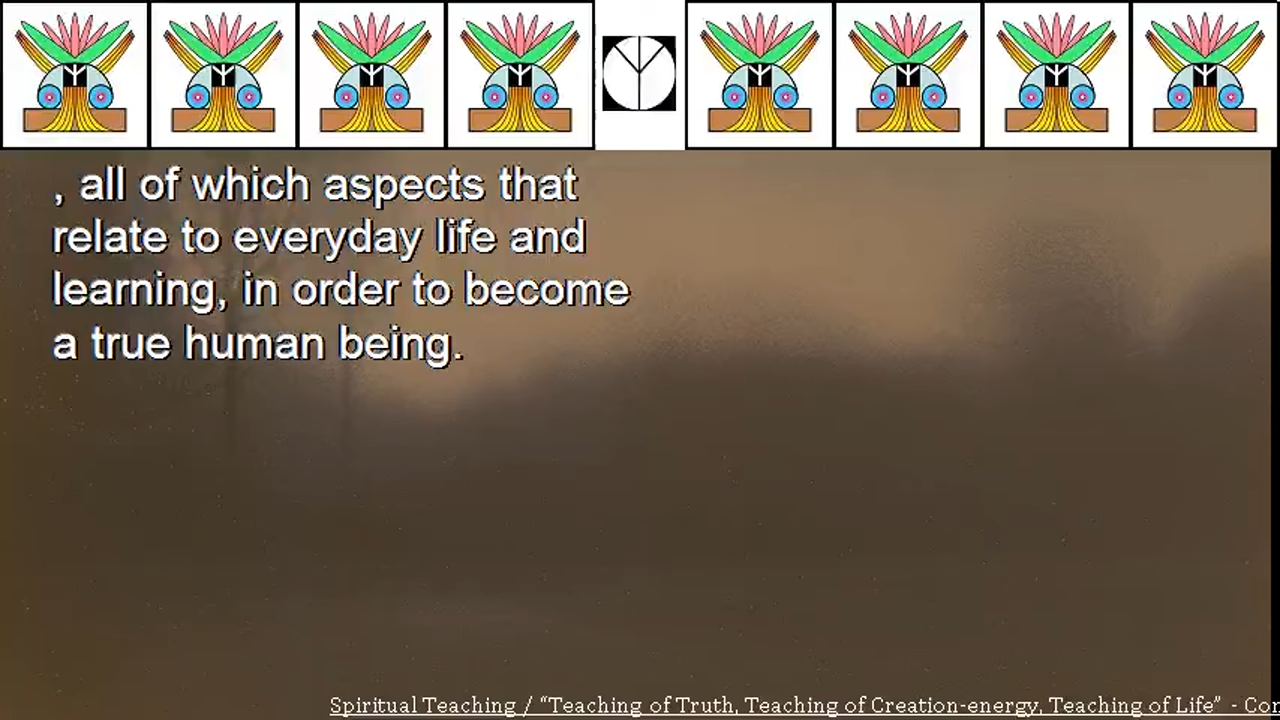 , all of which aspects that
relate to everyday life and
learning, in order to become
a true human being.
Spiritual Teaching / “Teaching of Truth, Teaching of Creation-energy, Teaching of Life” -